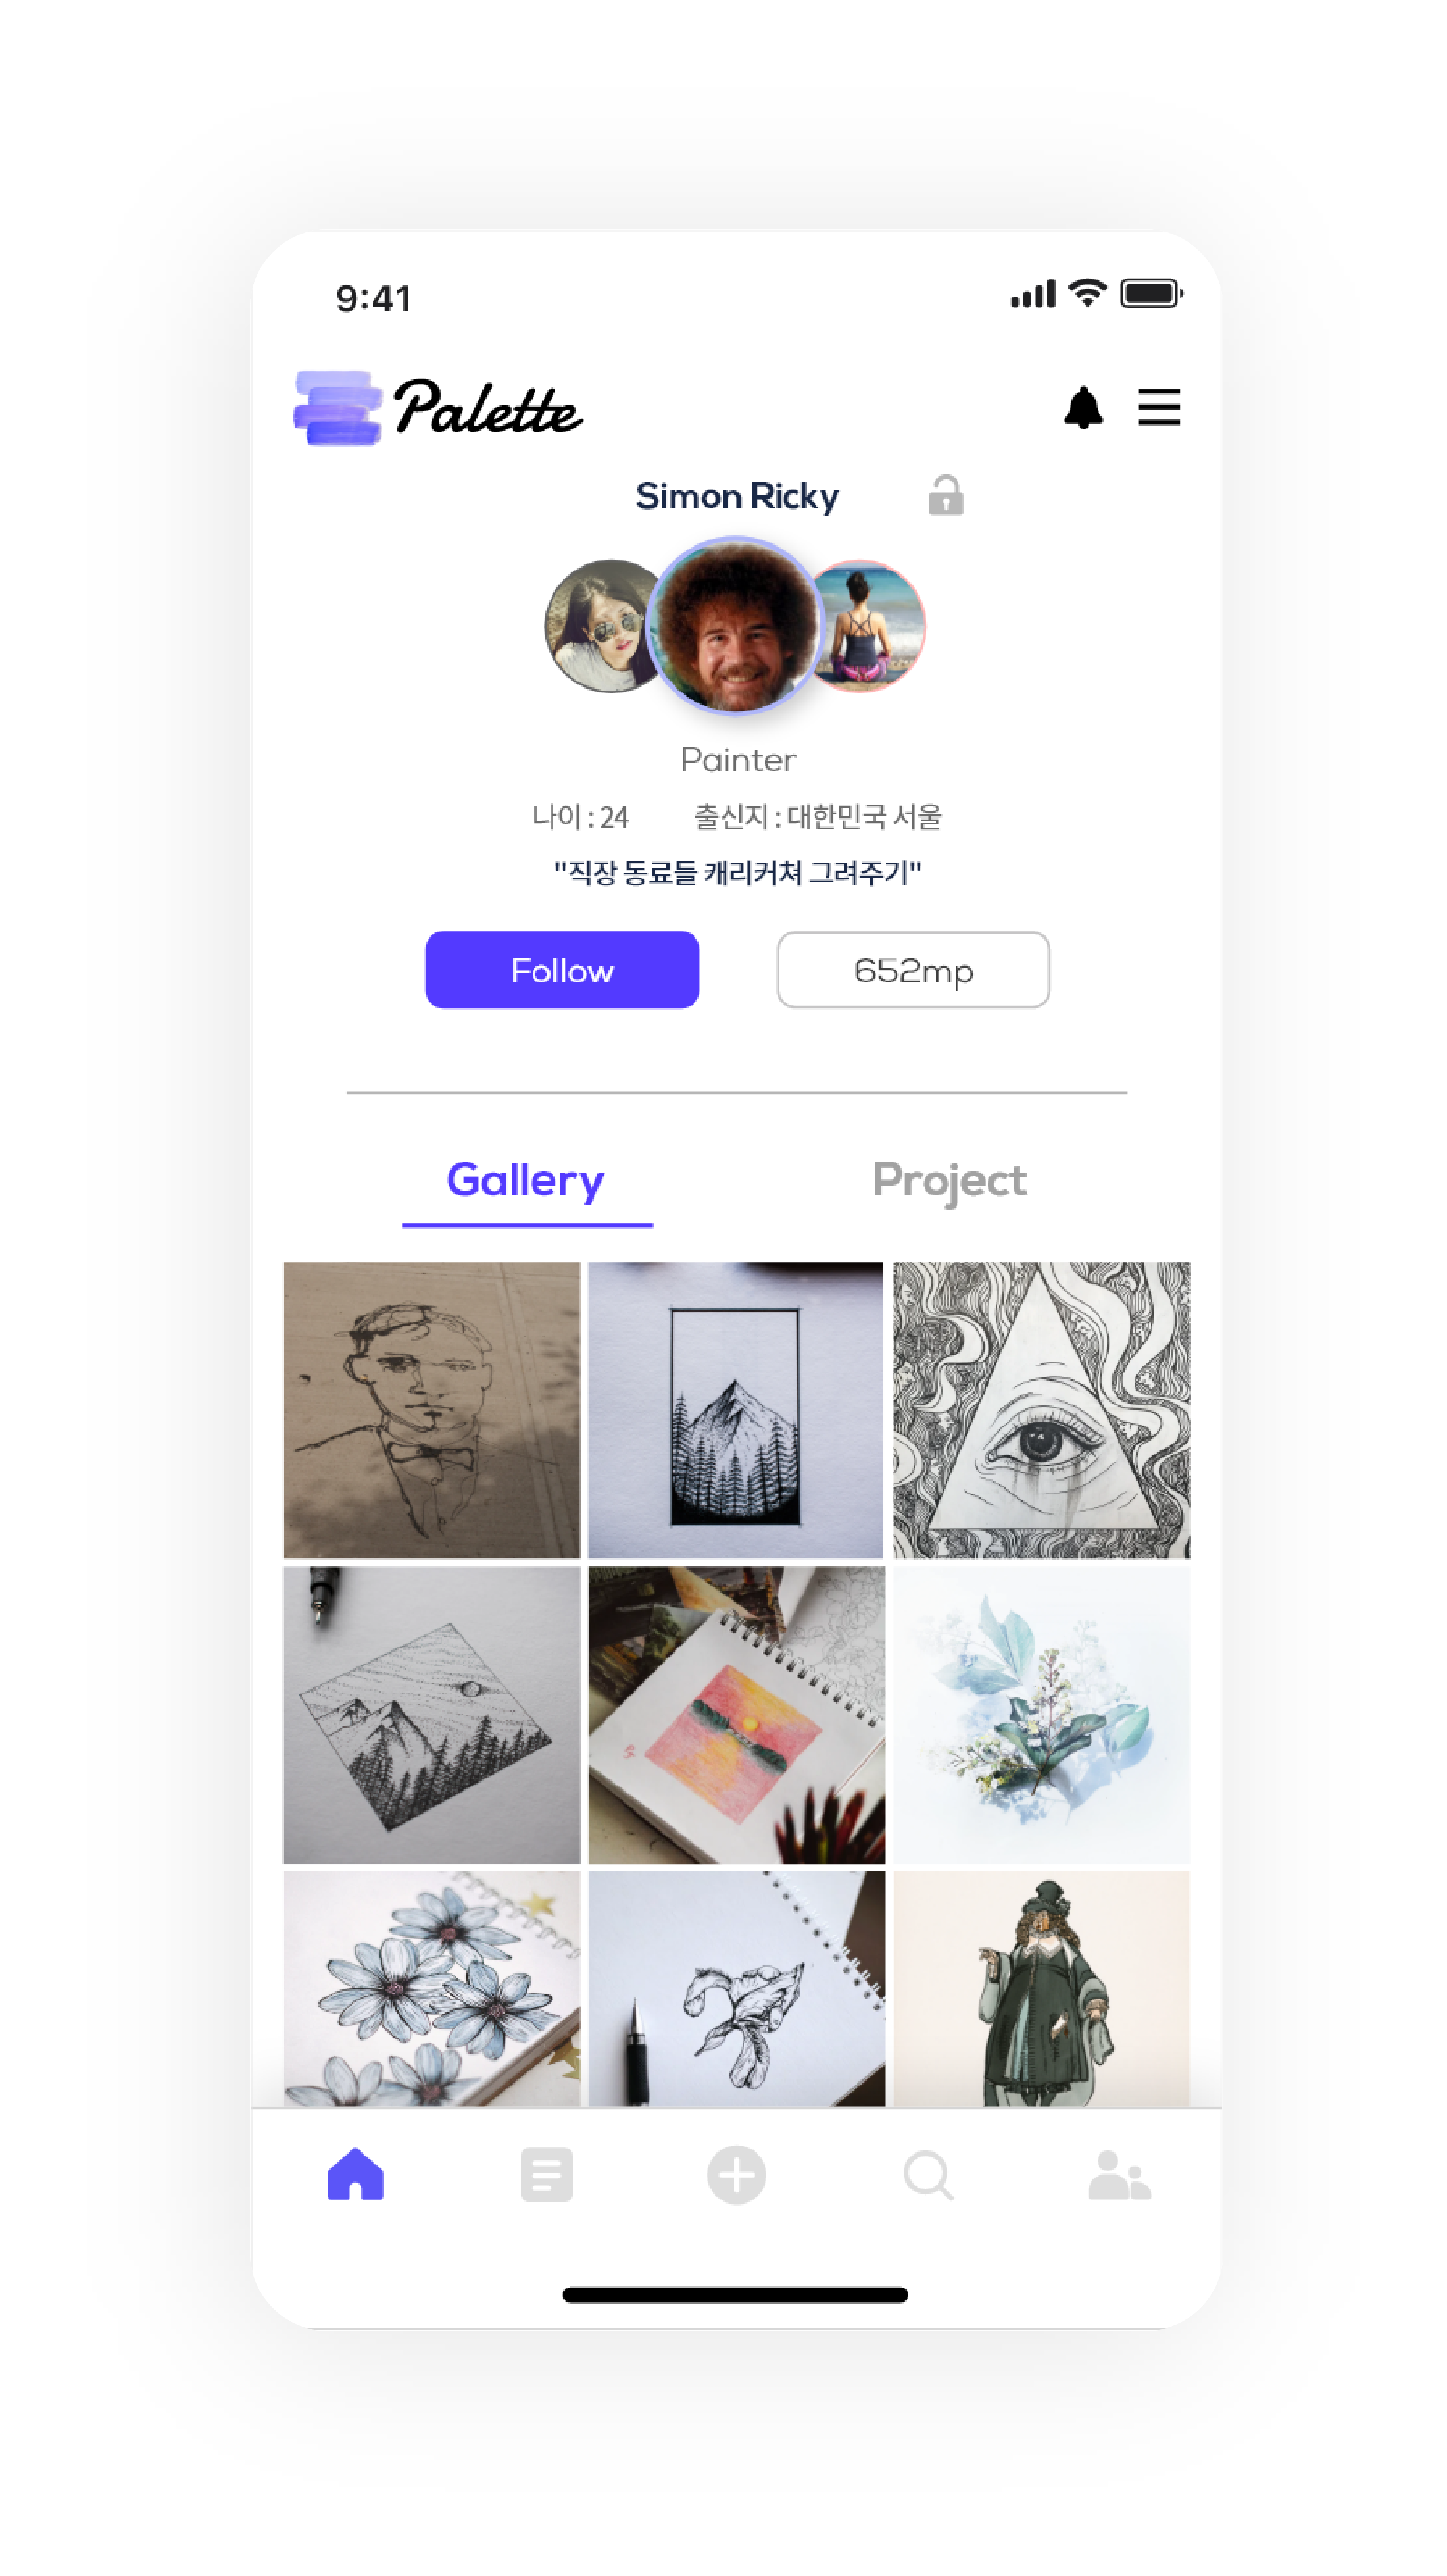 9:41
Palette
Simon Ricky
Painter
나이 : 24 출신지 : 대한민국 서울
"직장 동료들 캐리커쳐 그려주기"
Follow 652mp
Gallery Project